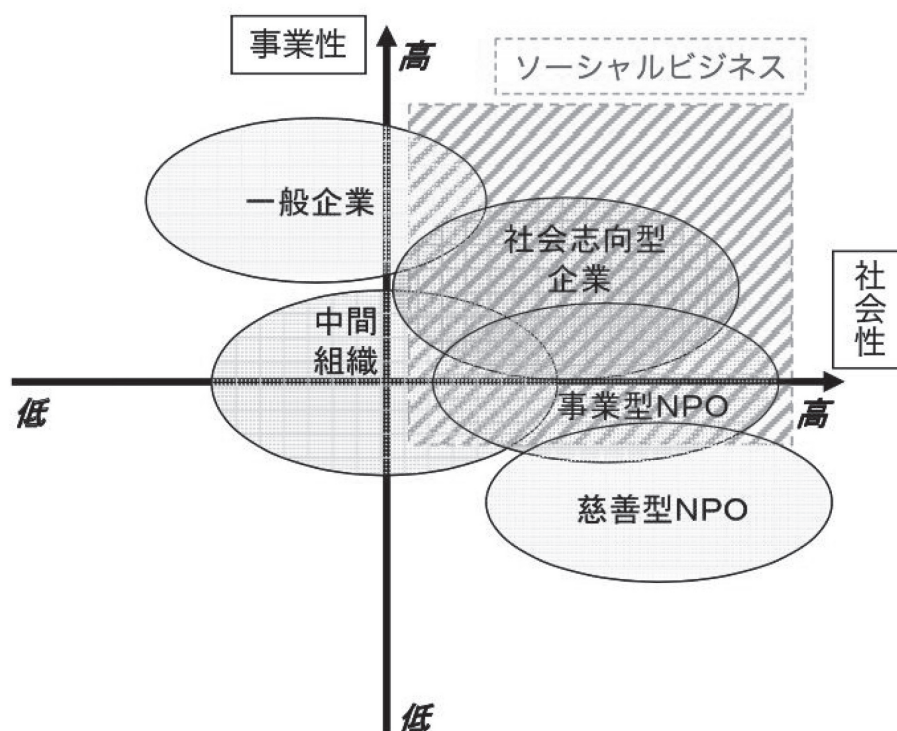 事業性
高
ソーシャルビジネス
一般企業
社会志向型
企業
社会性
中間
組織
低
事業型NPO
高
慈善型NPO
低